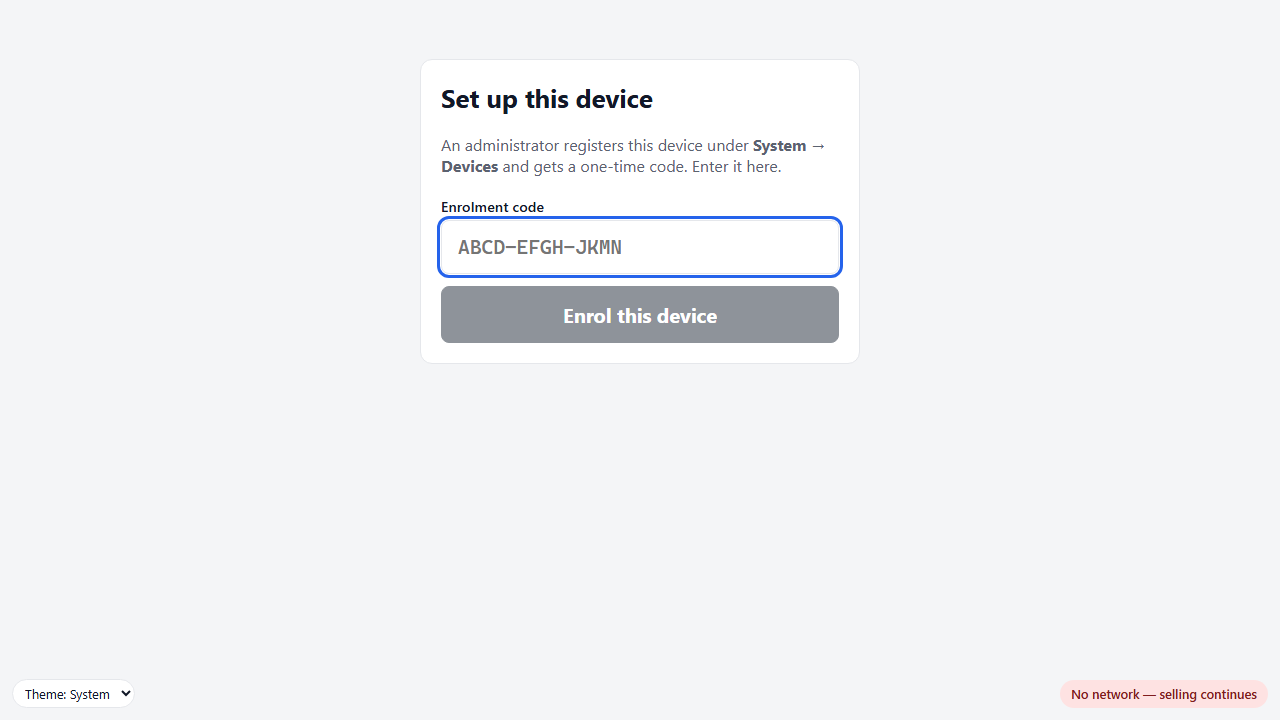 Set up this device
An administrator registers this device under System →
Devices and gets a one-time code. Enter it here.
Enrolment code
ABCD-EFGH-JKMN
Enrol this device
Theme: System
No network — selling continues